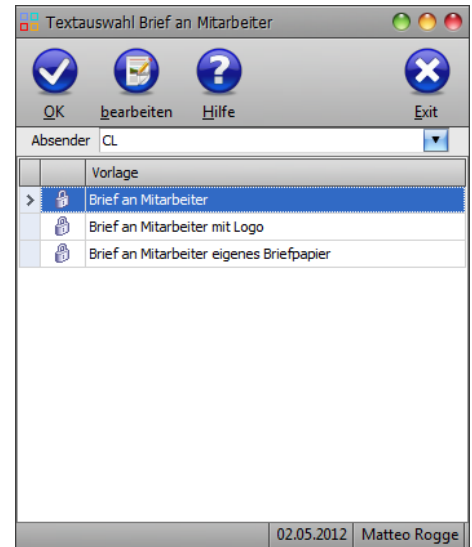 Textauswahl Brief an Mitarbeiter
OK bearbeiten Hilfe Exit
Absender CL
Vorlage
Brief an Mitarbeiter
Brief an Mitarbeiter mit Logo
Brief an Mitarbeiter eigenes Briefpapier
02.05.2012 Matteo Rogge